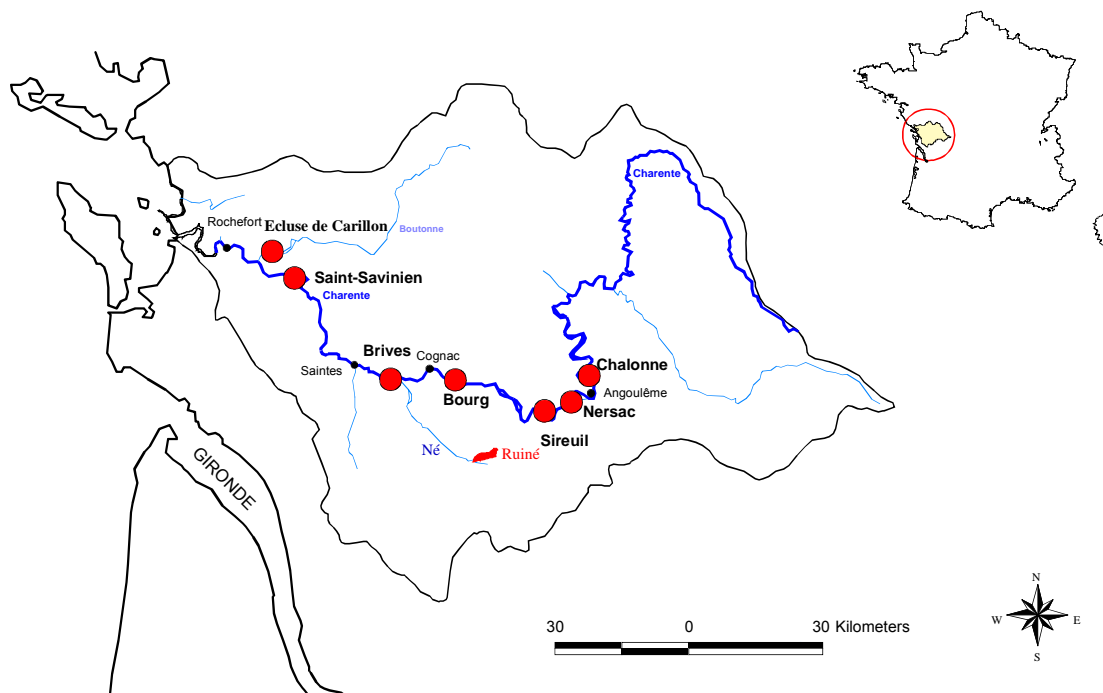 Charente
Rochefort
Ecluse de Carillon
Boutonne
Saint-Savinien
Charente
Brives
Cognac
Saintes
Chalonne
Angoulême
Bourg
Nersac
Sireuil
Né
Ruiné
GIRONDE
N
W
E
S
30
0
30 Kilometers